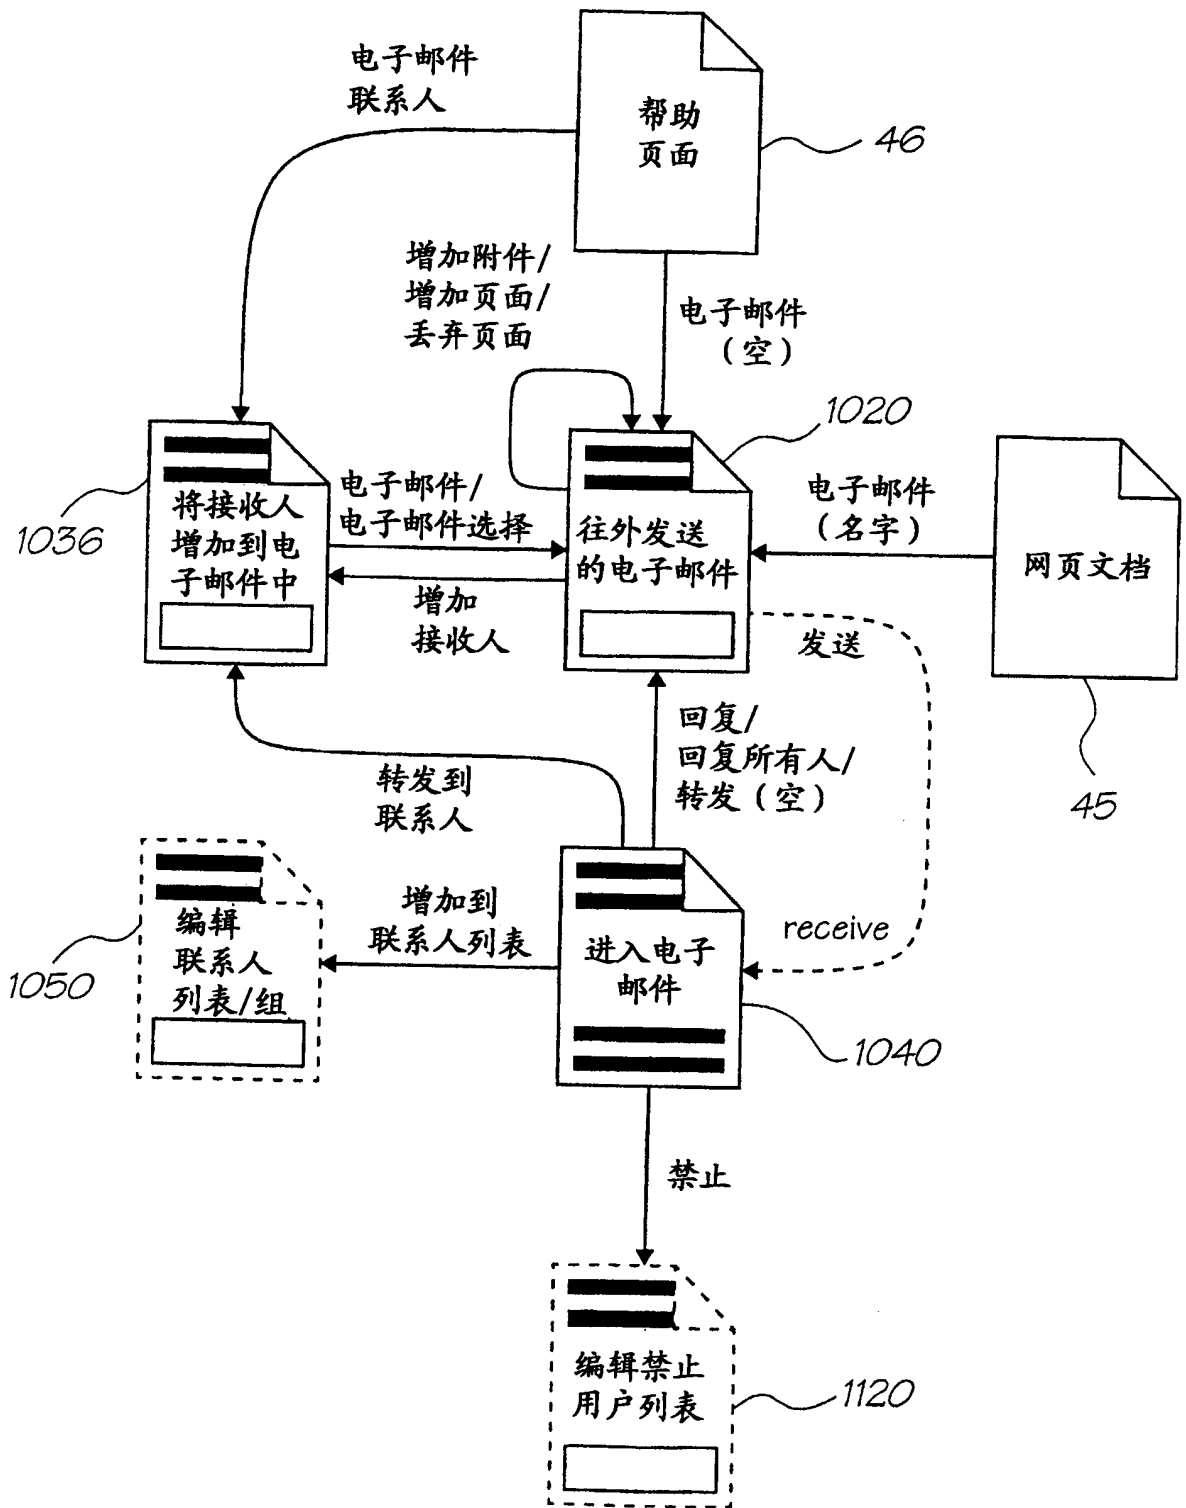 电子邮件
联系人
帮助
页面
46
增加附件/
增加页面/
丢弃页面
电子邮件
（空）
1020
1036
将接收人
增加到电
子邮件中
电子邮件/
电子邮件选择
增加
接收人
往外发送
的电子邮件
电子邮件
（名字）
网页文档
45
发送
回复/
回复所有人/
转发（空）
转发到
联系人
1050
编辑
联系人
列表/组
增加到
联系人列表
进入电子
邮件
receive
1040
禁止
编辑禁止
用户列表
1120